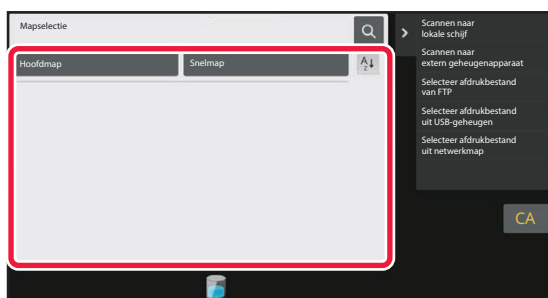 Mapselectie
Hoofdmap
Snelmap
A
Z
Scannen naar
lokale schijf
Scannen naar
extern geheugenapparaat
Selecteer afdrukbestand
van FTP
Selecteer afdrukbestand
uit USB-geheugen
Selecteer afdrukbestand
uit netwerkmap
CA